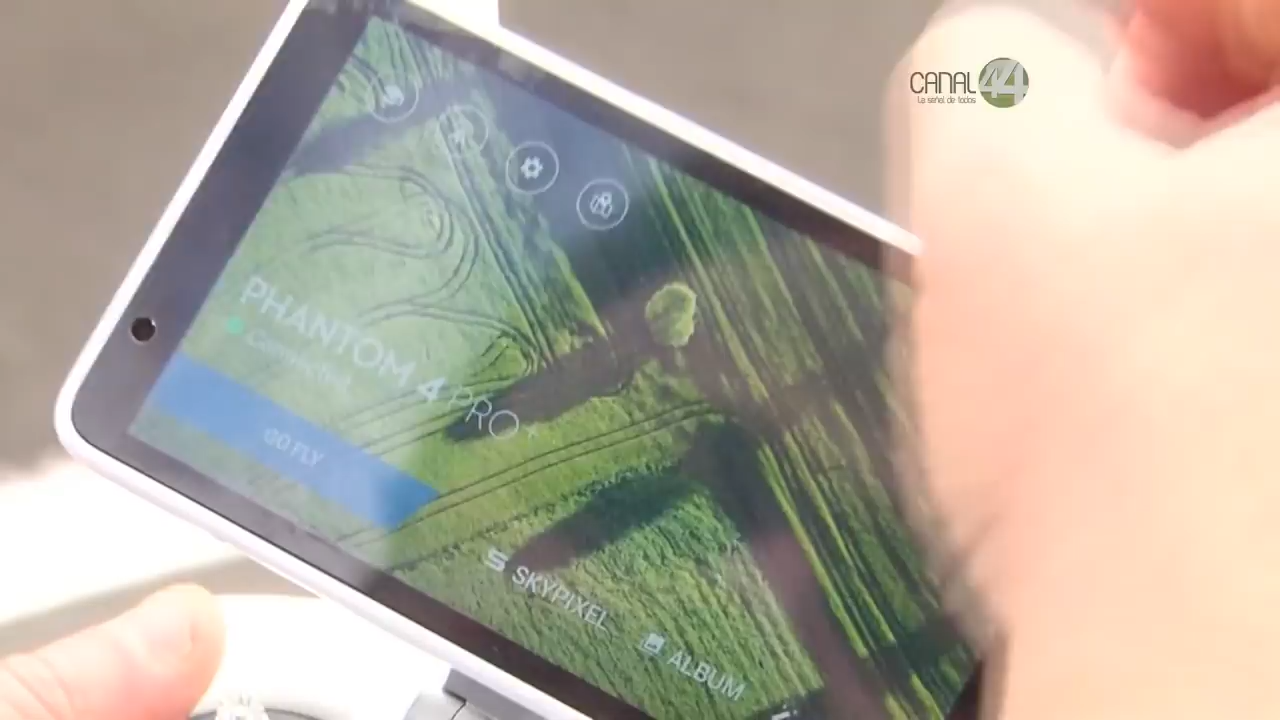 CANAL 44
La señal de todos
PHANTOM 4 PRO+
Connected
GO FLY
SKYPIXEL
ALBUM